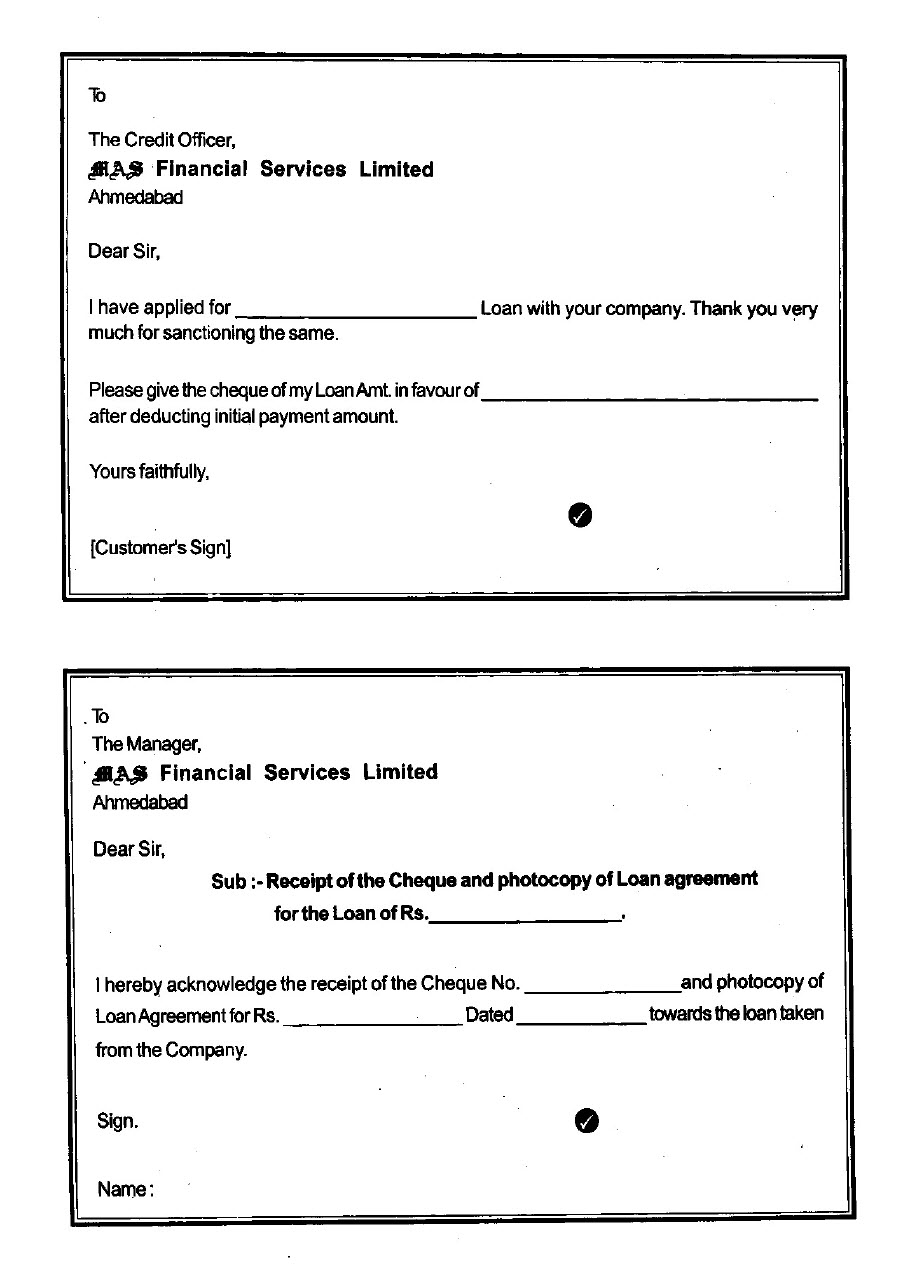 To
The Credit Officer,
MAS Financial Services Limited
Ahmedabad
Dear Sir,
I have applied for ______________________ Loan with your company. Thank you very
much for sanctioning the same.
Please give the cheque of my Loan Amt. in favour of ______________________________
after deducting initial payment amount.
Yours faithfully,
[Customer's Sign]
To
The Manager,
MAS Financial Services Limited
Ahmedabad
Dear Sir,
Sub :- Receipt of the Cheque and photocopy of Loan agreement
for the Loan of Rs.__________________.
I hereby acknowledge the receipt of the Cheque No. ______________ and photocopy of
Loan Agreement for Rs. ________________ Dated ____________ towards the loan taken
from the Company.
Sign.
Name :